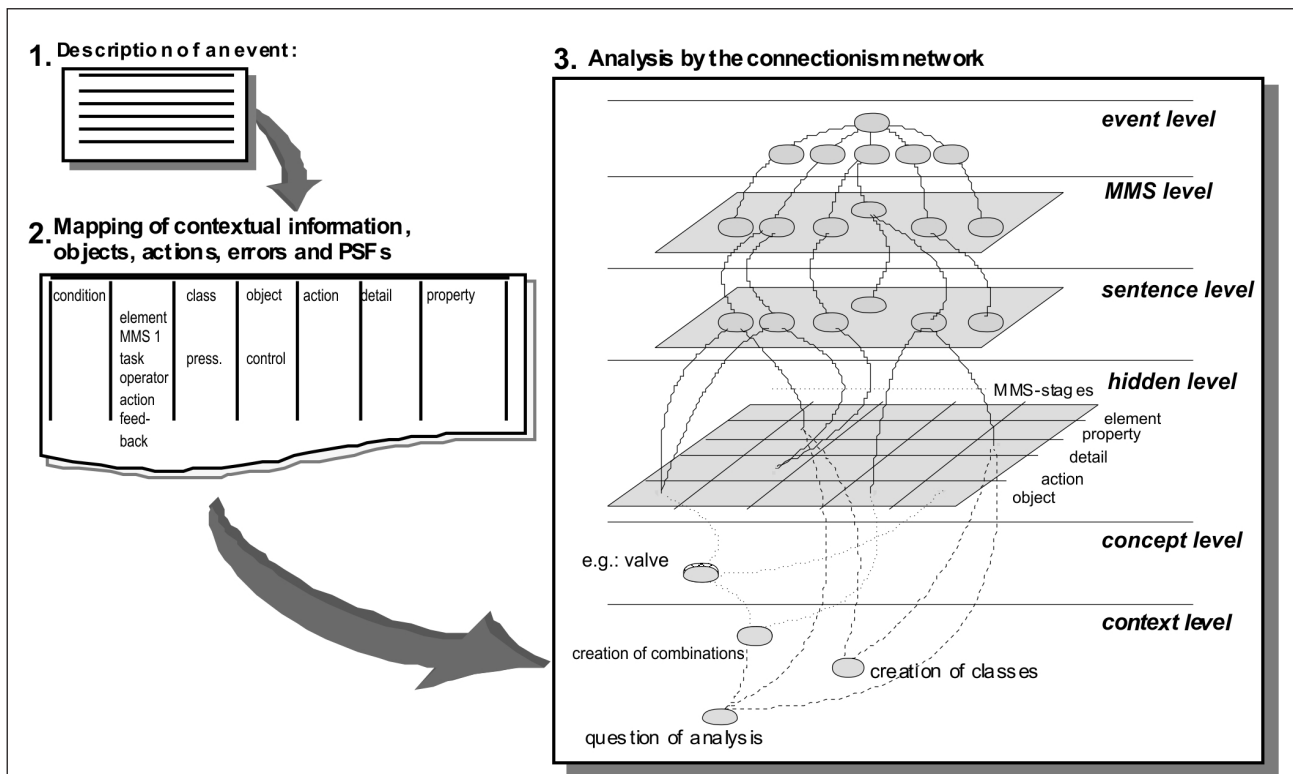 1. Description of an event:
2. Mapping of contextual information,
objects, actions, errors and PSFs
condition class object action detail property
element
MMS 1
task press. control
operator
action
feed-
back
3. Analysis by the connectionism network
event level
MMS level
sentence level
hidden level
MMS-stages
element
property
detail
action
object
concept level
e.g.: valve
context level
creation of combinations
creation of classes
question of analysis